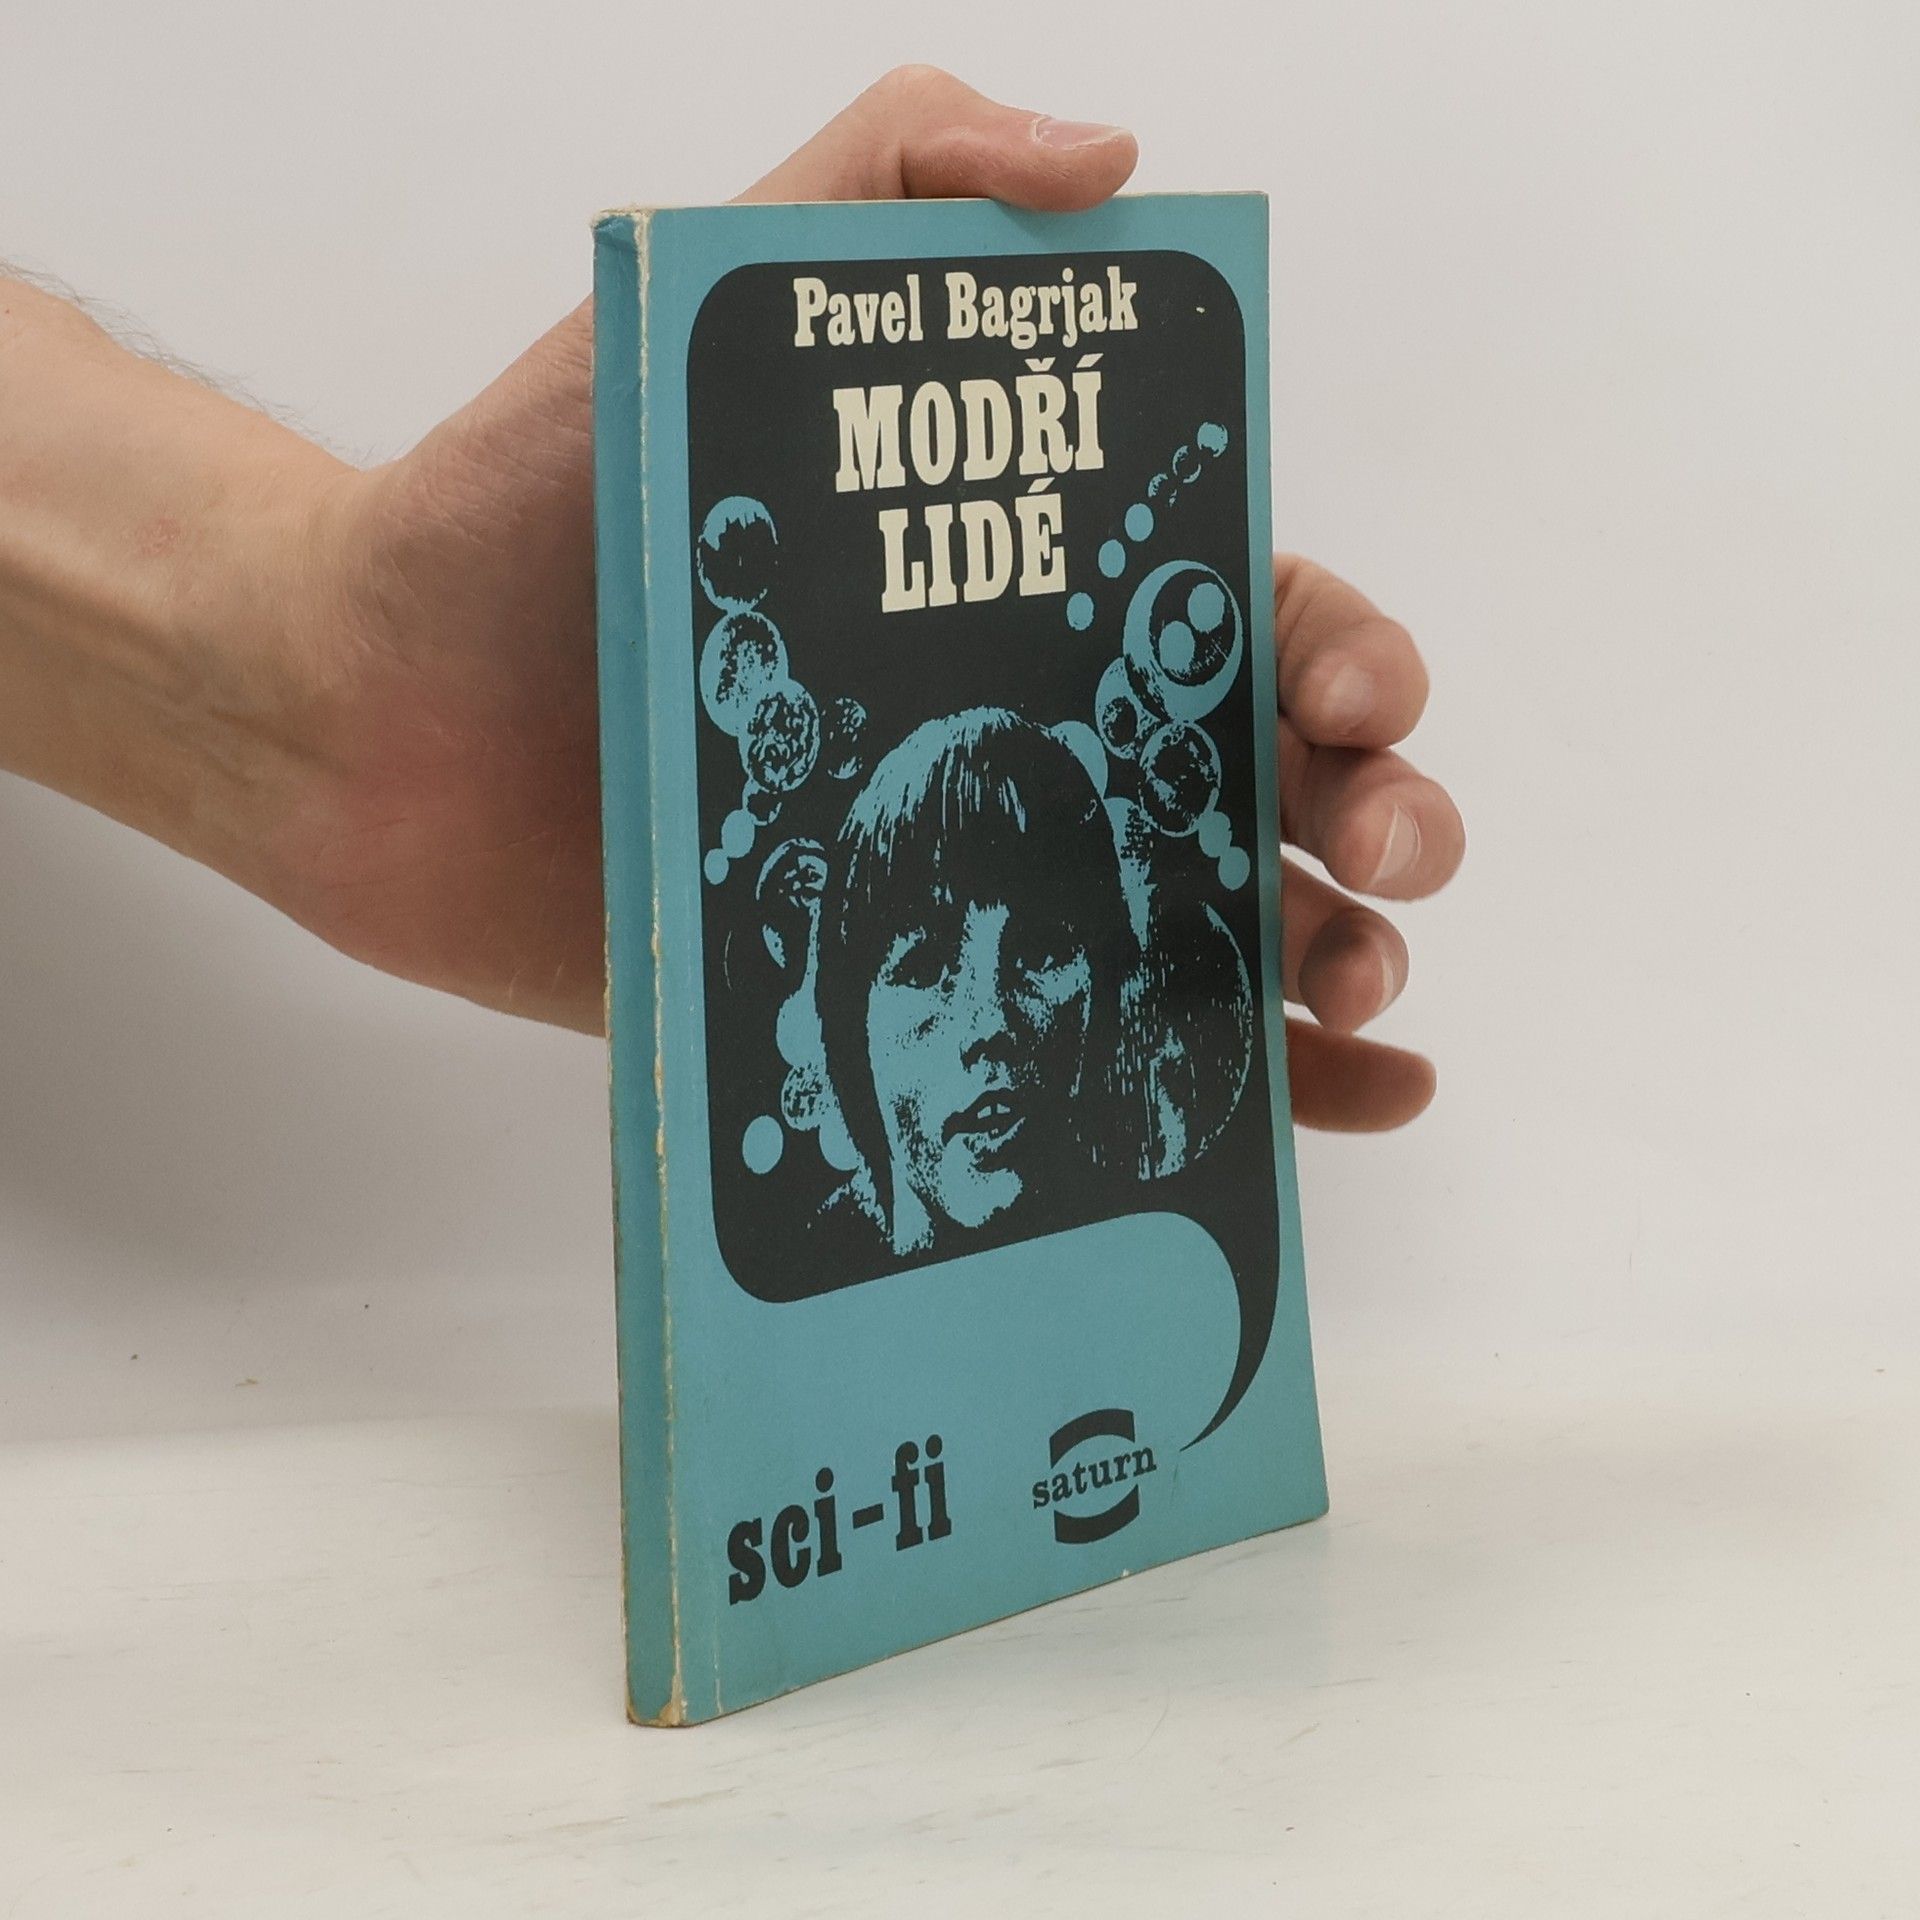 Pavel Bagrjak
MODŘÍ
LIDÉ
sci-fi
saturn